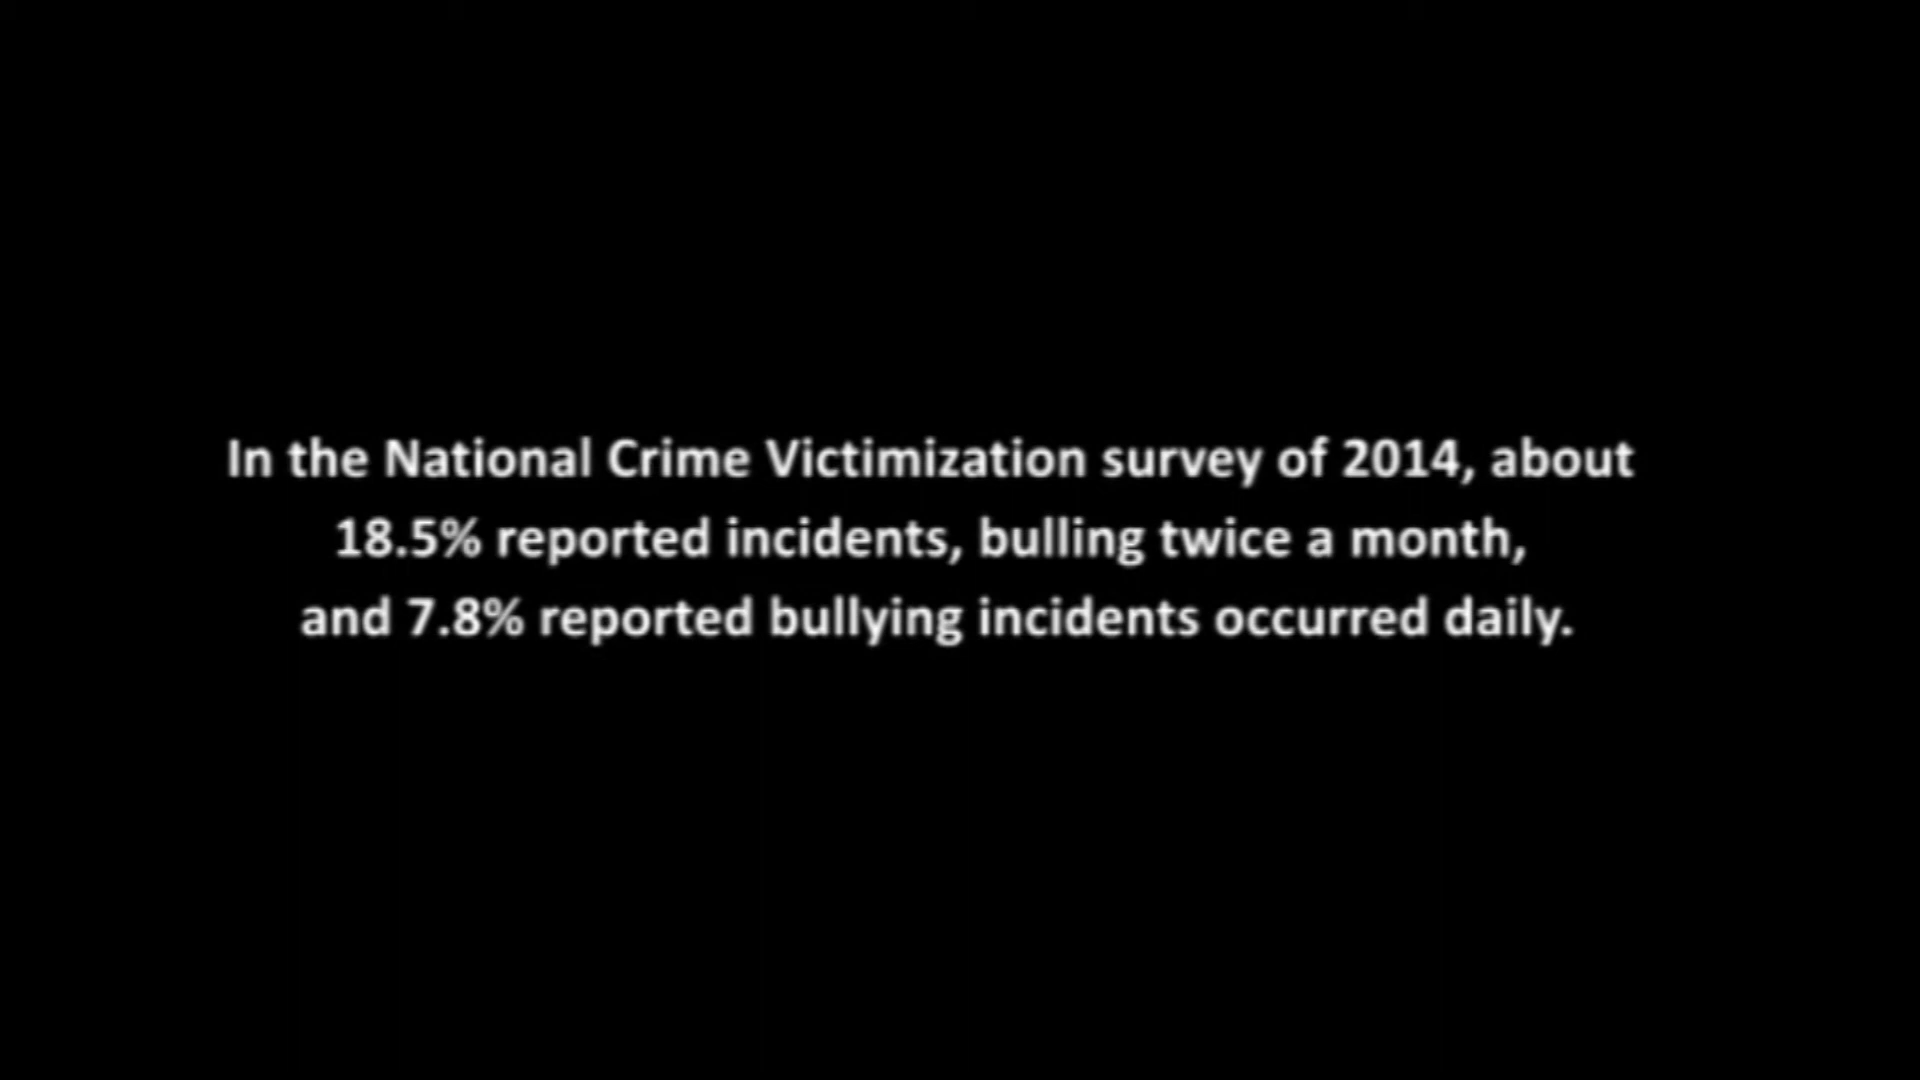 In the National Crime Victimization survey of 2014, about
18.5% reported incidents, bulling twice a month,
and 7.8% reported bullying incidents occurred daily.